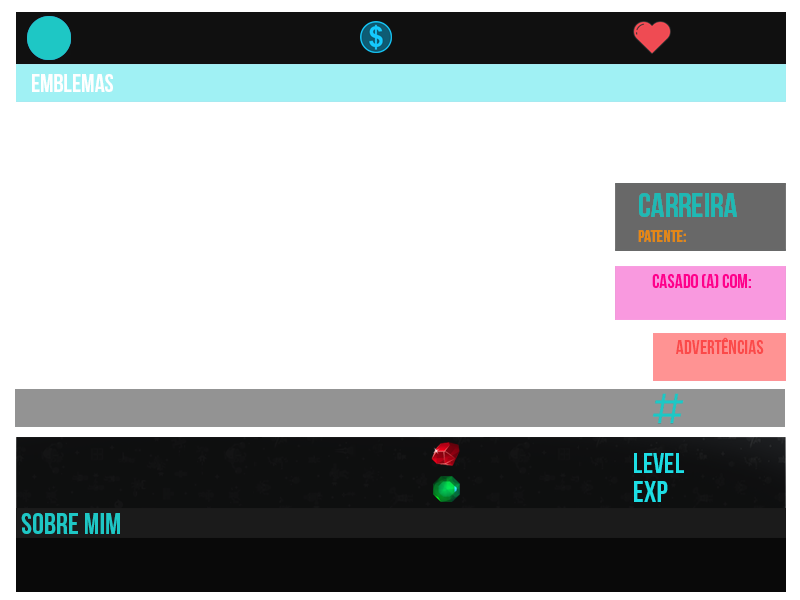 $
EMBLEMAS
CARREIRA
PATENTE:
CASADO (A) COM:
ADVERTÊNCIAS
#
LEVEL
EXP
SOBRE MIM